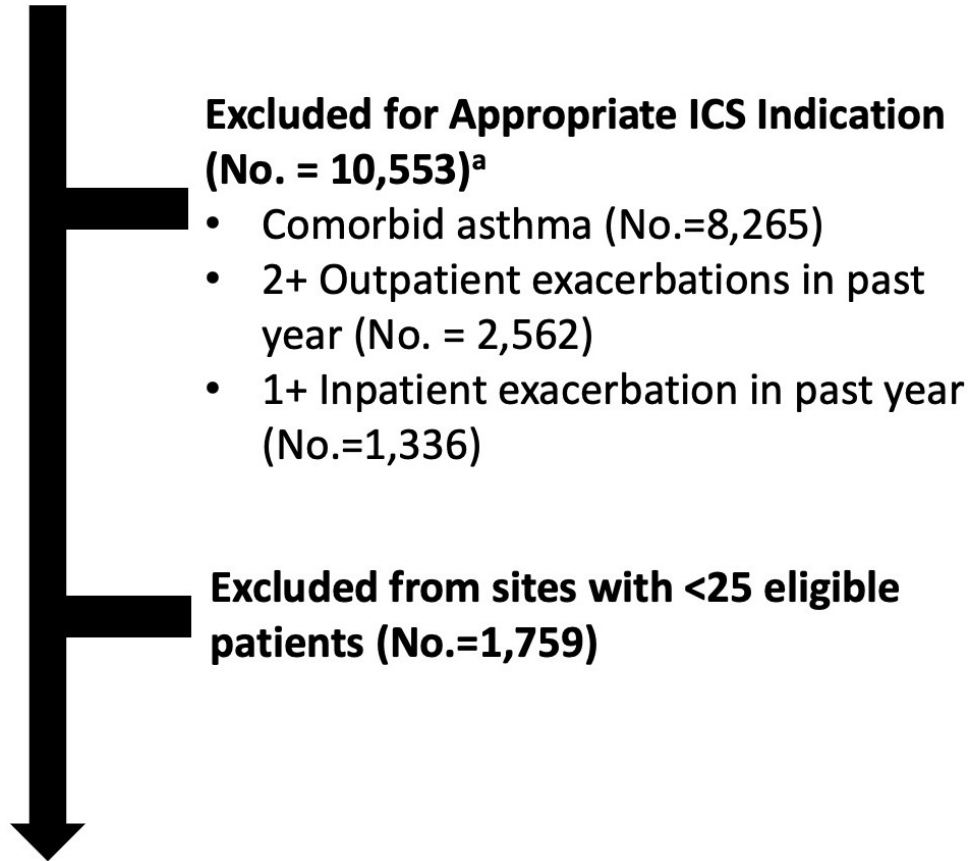 Excluded for Appropriate ICS Indication
(No. = 10,553)ᵃ
• Comorbid asthma (No.=8,265)
• 2+ Outpatient exacerbations in past
year (No. = 2,562)
• 1+ Inpatient exacerbation in past year
(No.=1,336)
Excluded from sites with <25 eligible
patients (No.=1,759)